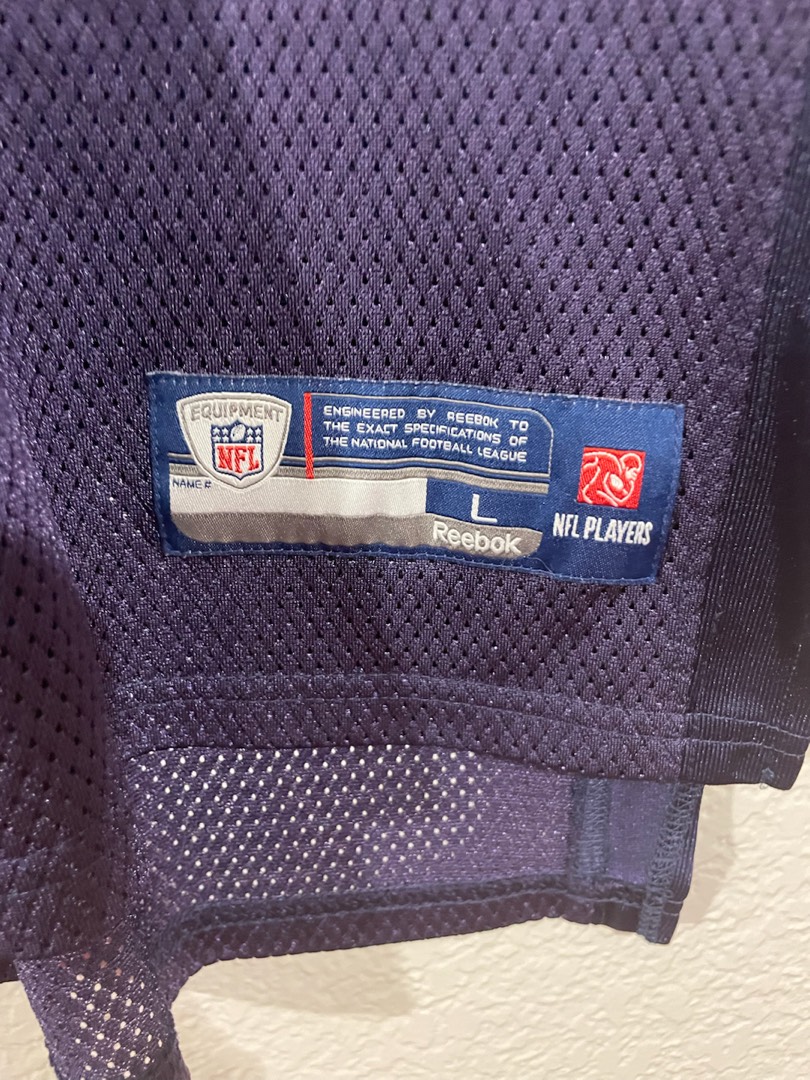 EQUIPMENT
NFL
ENGINEERED BY REEBOK TO
THE EXACT SPECIFICATIONS OF
THE NATIONAL FOOTBALL LEAGUE
NAME #
L
Reebok
NFL PLAYERS